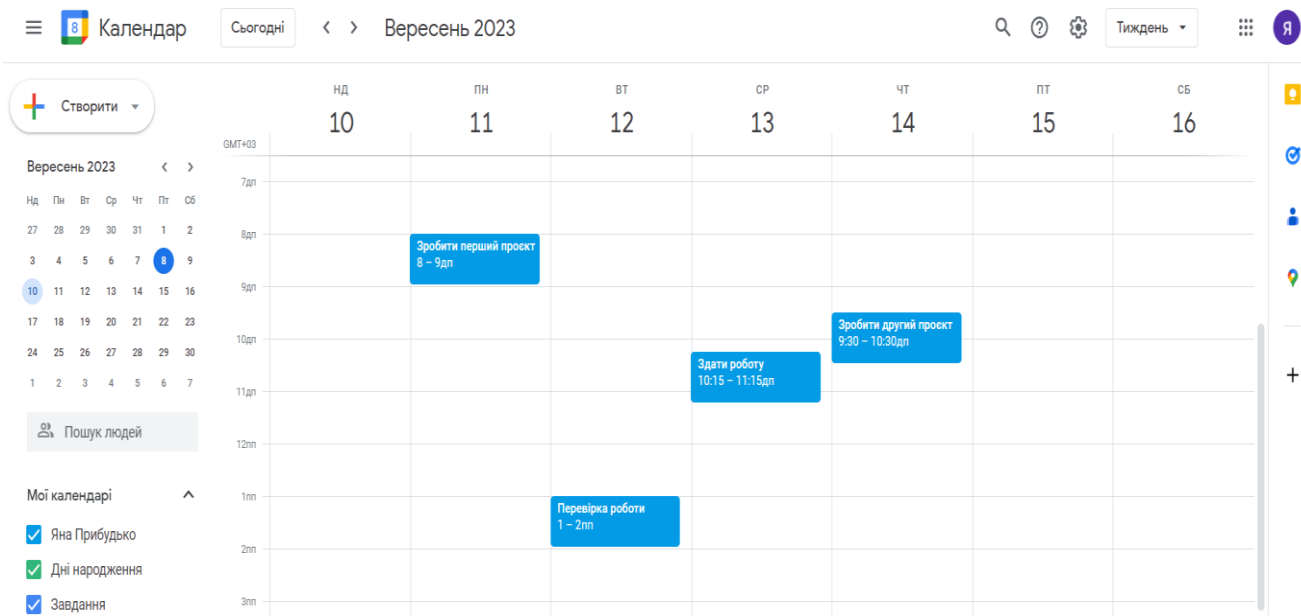 8 Календар Сьогодні Вересень 2023 Тиждень Я
Створити
Вересень 2023
Нд Пн Вт Ср Чт Пт Сб
27 28 29 30 31 1 2
3 4 5 6 7 8 9
10 11 12 13 14 15 16
17 18 19 20 21 22 23
24 25 26 27 28 29 30
1 2 3 4 5 6 7
Пошук людей
Мої календарі
Яна Прибудько
Дні народження
Завдання
НД ПН ВТ СР ЧТ ПТ СБ
10 11 12 13 14 15 16
GMT+03
7дп
8дп
Зробити перший проєкт
8 – 9дп
9дп
Зробити другий проєкт
9:30 – 10:30дп
10дп
Здати роботу
10:15 – 11:15дп
11дп
12пп
1пп
Перевірка роботи
1 – 2пп
2пп
3пп